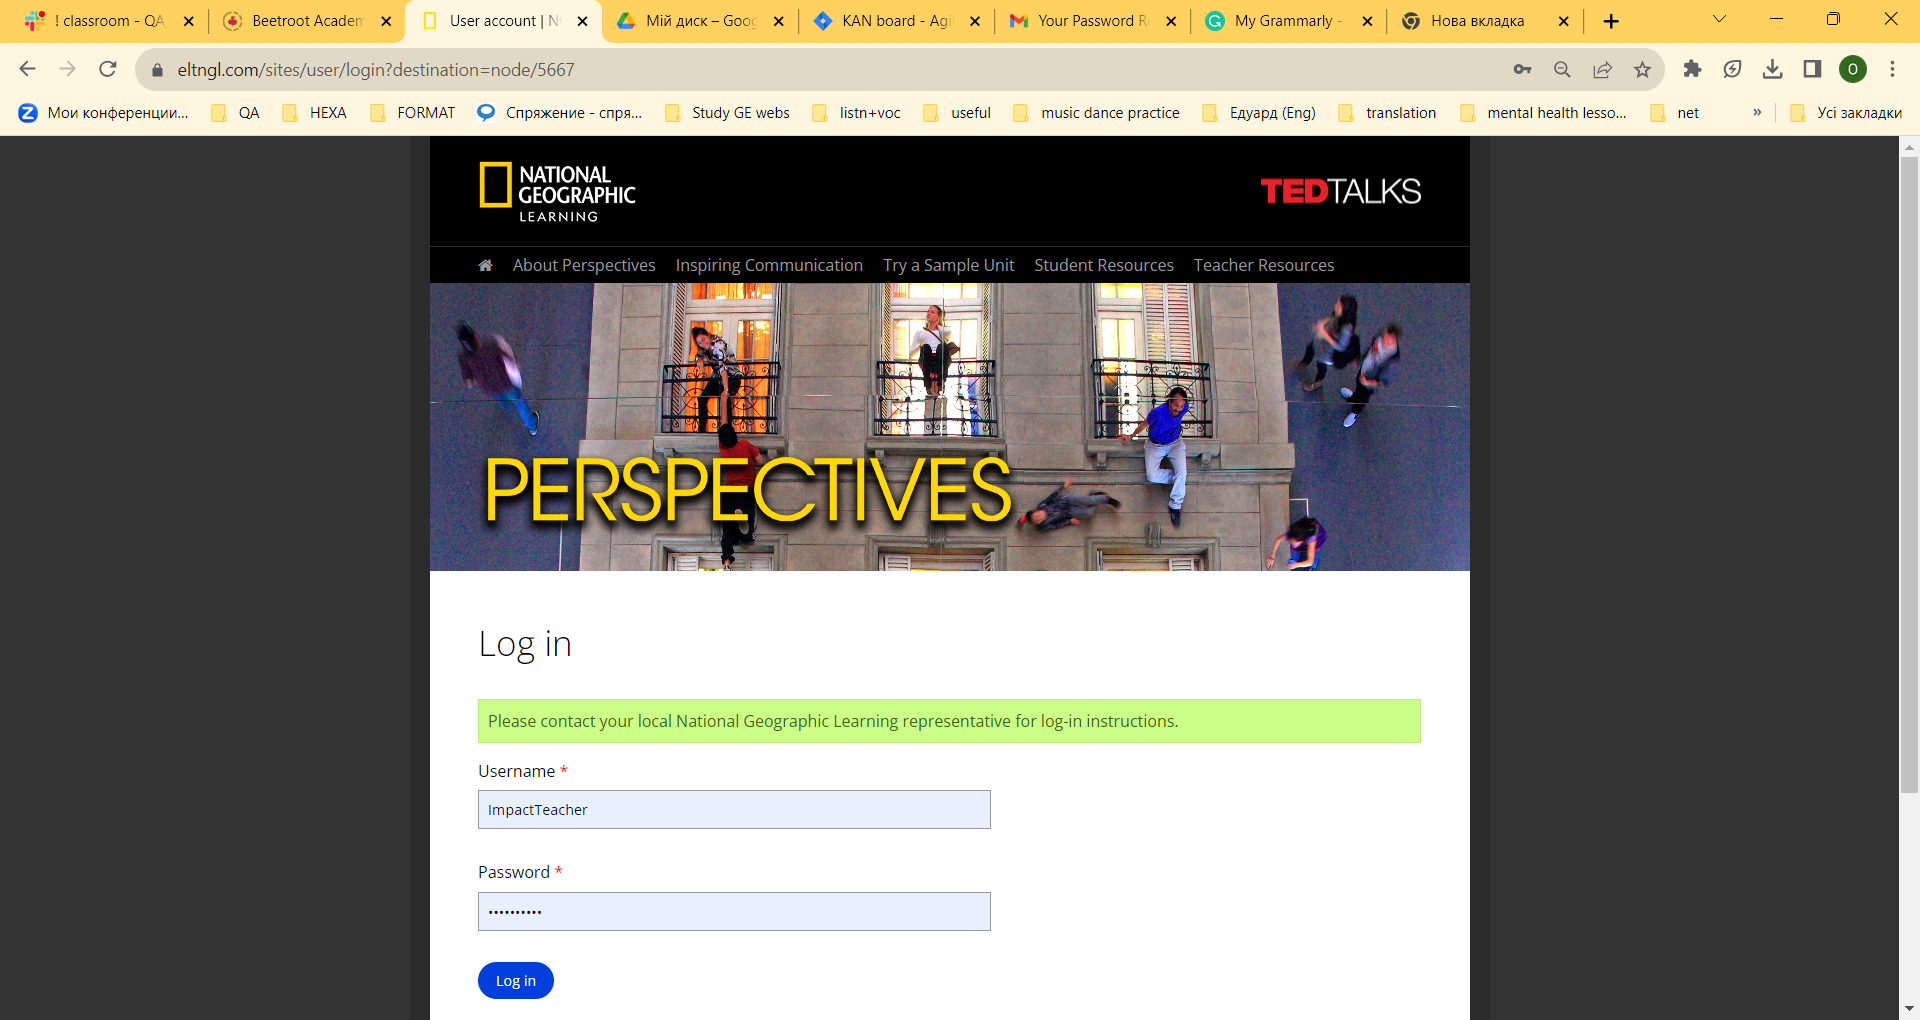 ! classroom - QA
Beetroot Academ
User account | N
Мій диск – Goog
KAN board - Agi
Your Password R
My Grammarly -
Нова вкладка
eltngl.com/sites/user/login?destination=node/5667
O
Мои конференции...
QA
HEXA
FORMAT
Спряжение - спря...
Study GE webs
listn+voc
useful
music dance practice
Едуард (Eng)
translation
mental health lesso...
net
»
Усі закладки
NATIONAL
GEOGRAPHIC
LEARNING
TEDTALKS
About Perspectives
Inspiring Communication
Try a Sample Unit
Student Resources
Teacher Resources
PERSPECTIVES
Log in
Please contact your local National Geographic Learning representative for log-in instructions.
Username *
ImpactTeacher
Password *
••••••••••
Log in